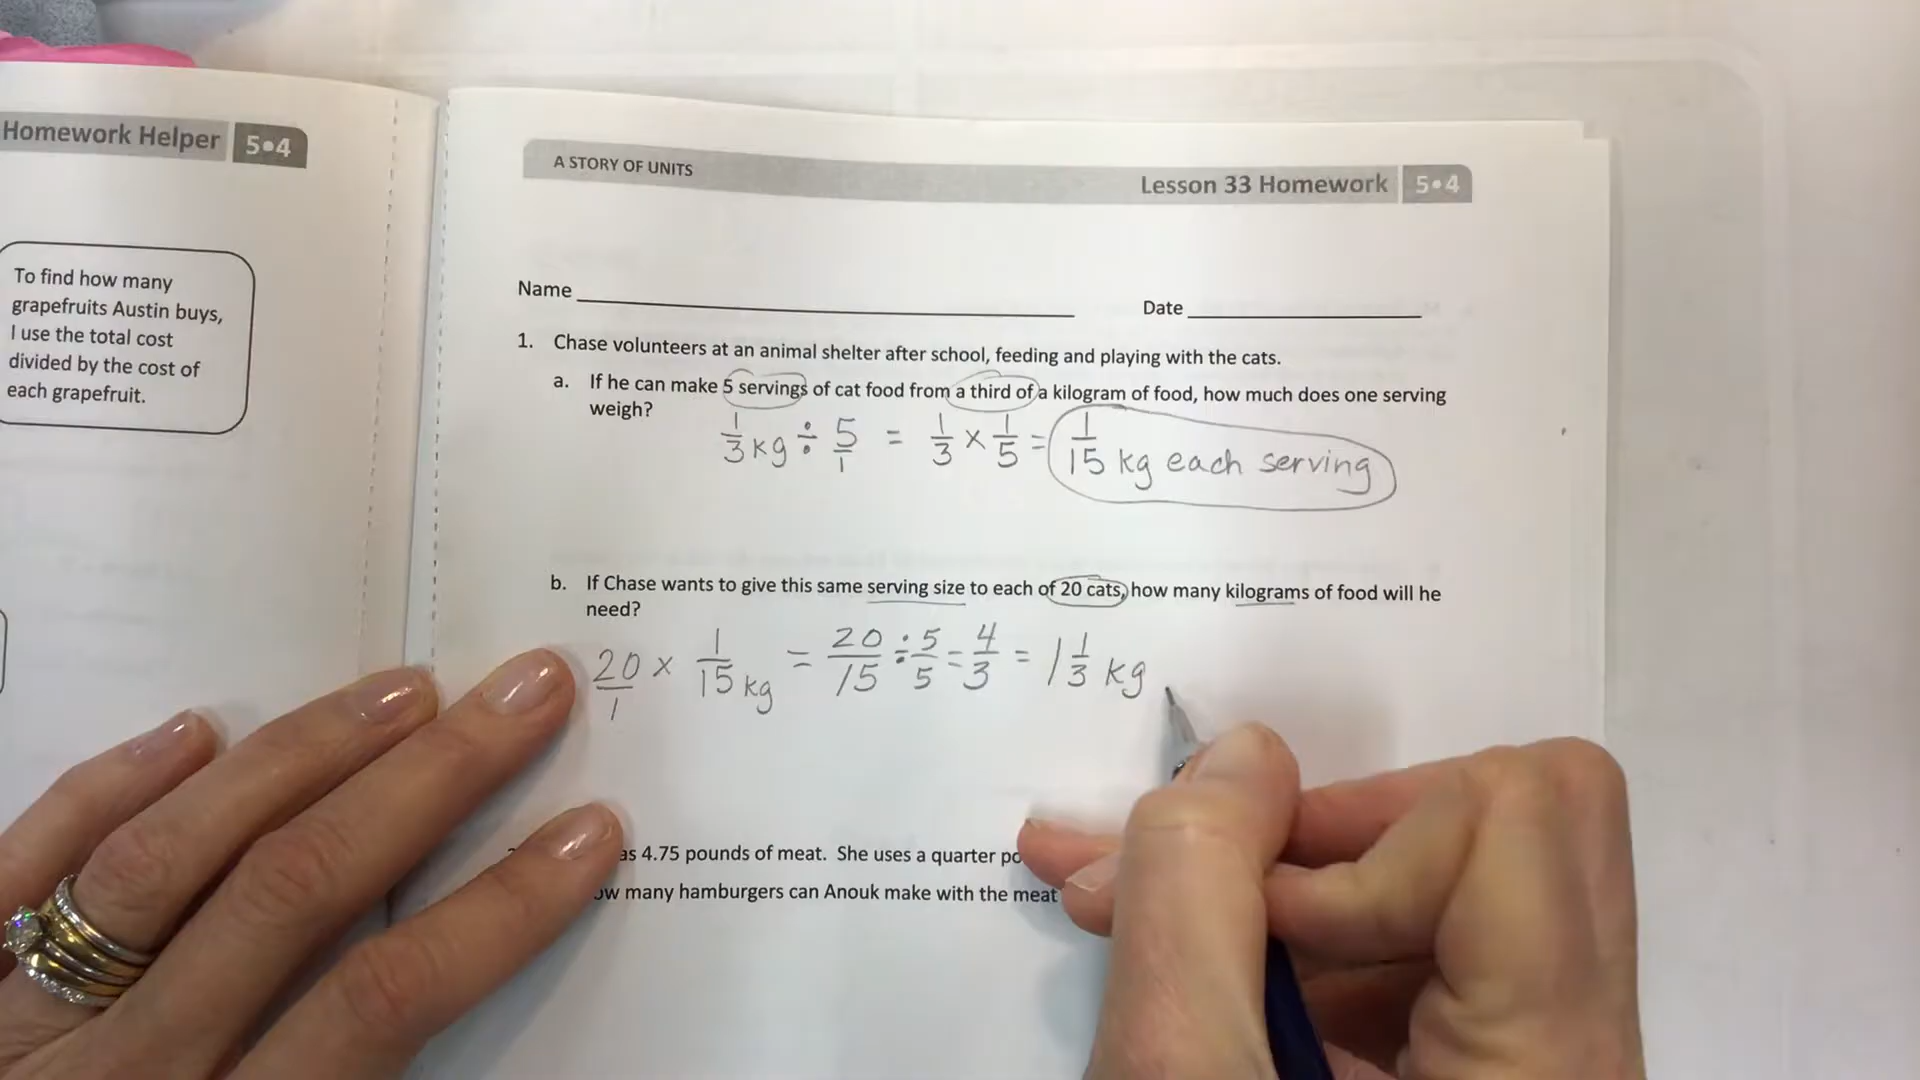 Homework Helper 5•4
To find how many
grapefruits Austin buys,
I use the total cost
divided by the cost of
each grapefruit.
A STORY OF UNITS
Lesson 33 Homework 5•4
Name
Date
1. Chase volunteers at an animal shelter after school, feeding and playing with the cats.
a. If he can make 5 servings of cat food from a third of a kilogram of food, how much does one serving
weigh?
1/3 kg ÷ 5/1 = 1/3 × 1/5 = 1/15 kg each serving
b. If Chase wants to give this same serving size to each of 20 cats, how many kilograms of food will he
need?
20/1 × 1/15 kg = 20/15 ÷ 5/5 = 4/3 = 1 1/3 kg
4.75 pounds of meat. She uses a quarter
many hamburgers can Anouk make with the meat